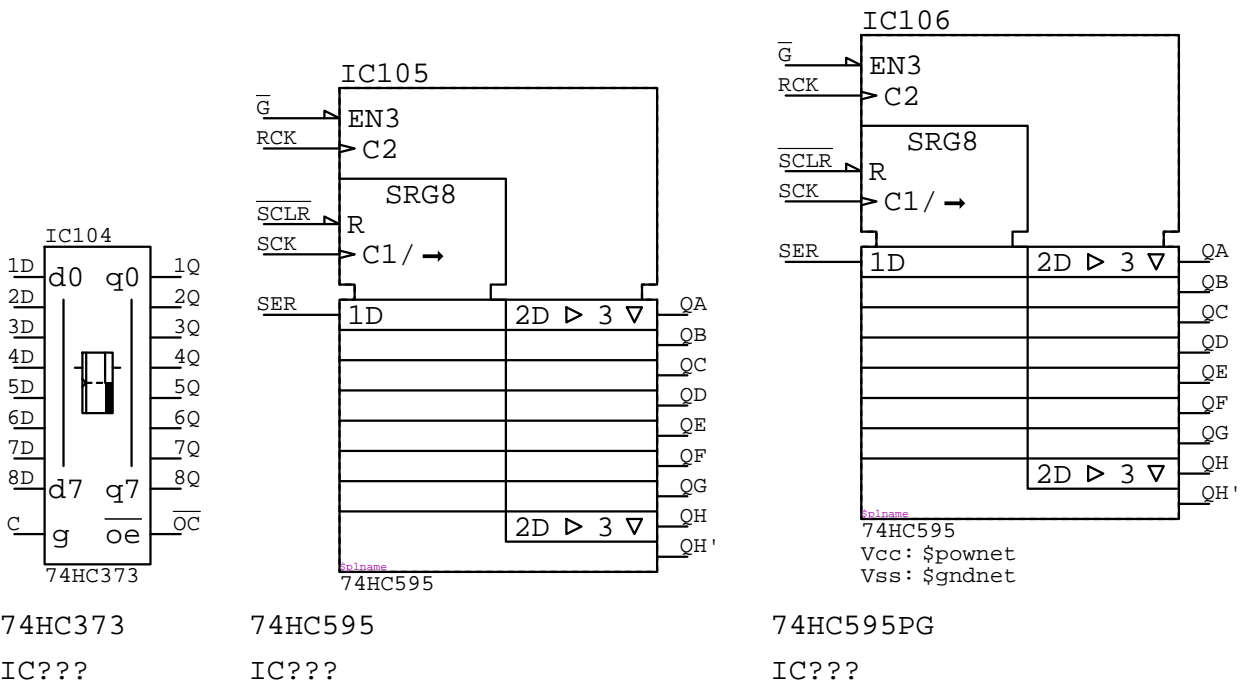 IC104
1D d0 q0 1Q
2D 2Q
3D 3Q
4D 4Q
5D 5Q
6D 6Q
7D 7Q
8D d7 q7 8Q
C g o̅e̅ O̅C̅
74HC373
74HC373
IC???
IC105
G̅ EN3
RCK C2
SRG8
S̅C̅L̅R̅ R
SCK C1/ →
SER 1D 2D ▷ 3 ▽ QA
QB
QC
QD
QE
QF
QG
2D ▷ 3 ▽ QH
QH'
$plname
74HC595
74HC595
IC???
IC106
G̅ EN3
RCK C2
SRG8
S̅C̅L̅R̅ R
SCK C1/ →
SER 1D 2D ▷ 3 ▽ QA
QB
QC
QD
QE
QF
QG
2D ▷ 3 ▽ QH
QH'
$plname
74HC595
Vcc: $pownet
Vss: $gndnet
74HC595PG
IC???